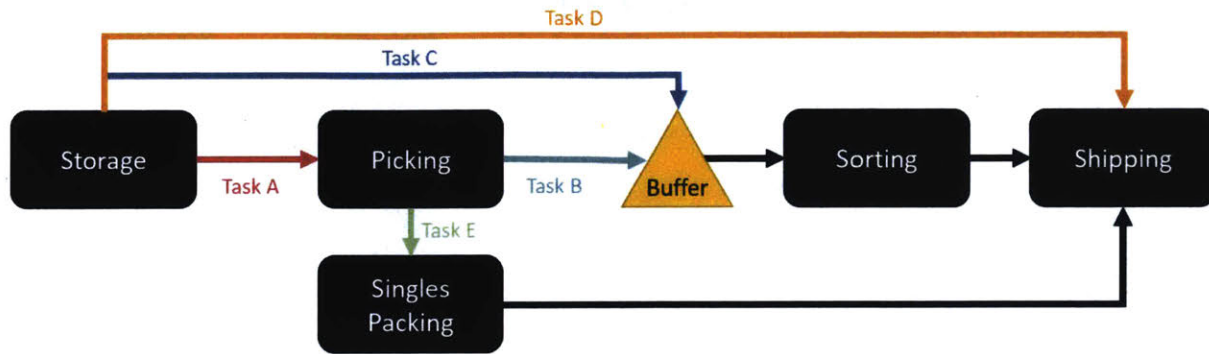 Task D
Task C
Storage
Task A
Picking
Task B
Buffer
Sorting
Shipping
Task E
Singles
Packing